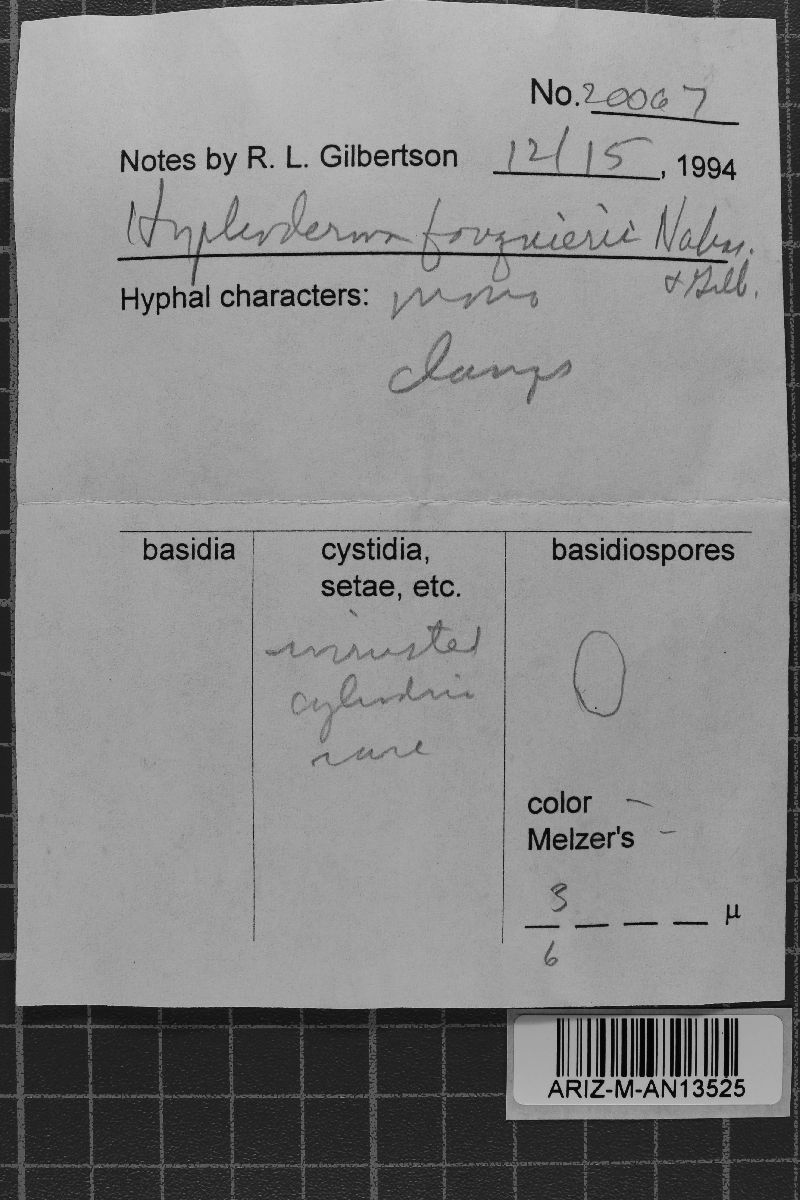 No. 20067
Notes by R. L. Gilbertson 12/15, 1994
Hyphoderma fouquieriae Nakas.
& Gilb.
Hyphal characters: mono
clamps
basidia
cystidia,
setae, etc.
basidiospores
incrusted
cylindric
rare
color –
Melzer's –
3
µ
6
ARIZ-M-AN13525